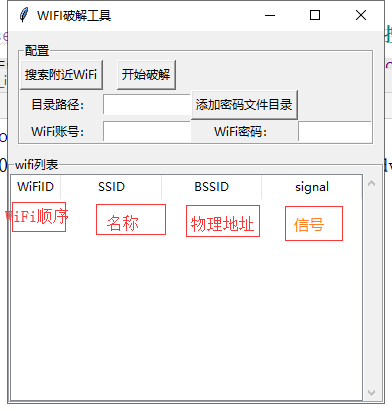 WIFI破解工具
配置
搜索附近WiFi 开始破解
目录路径: 添加密码文件目录
WiFi账号: WiFi密码:
wifi列表
WiFiID SSID BSSID signal
WiFi顺序 名称 物理地址 信号